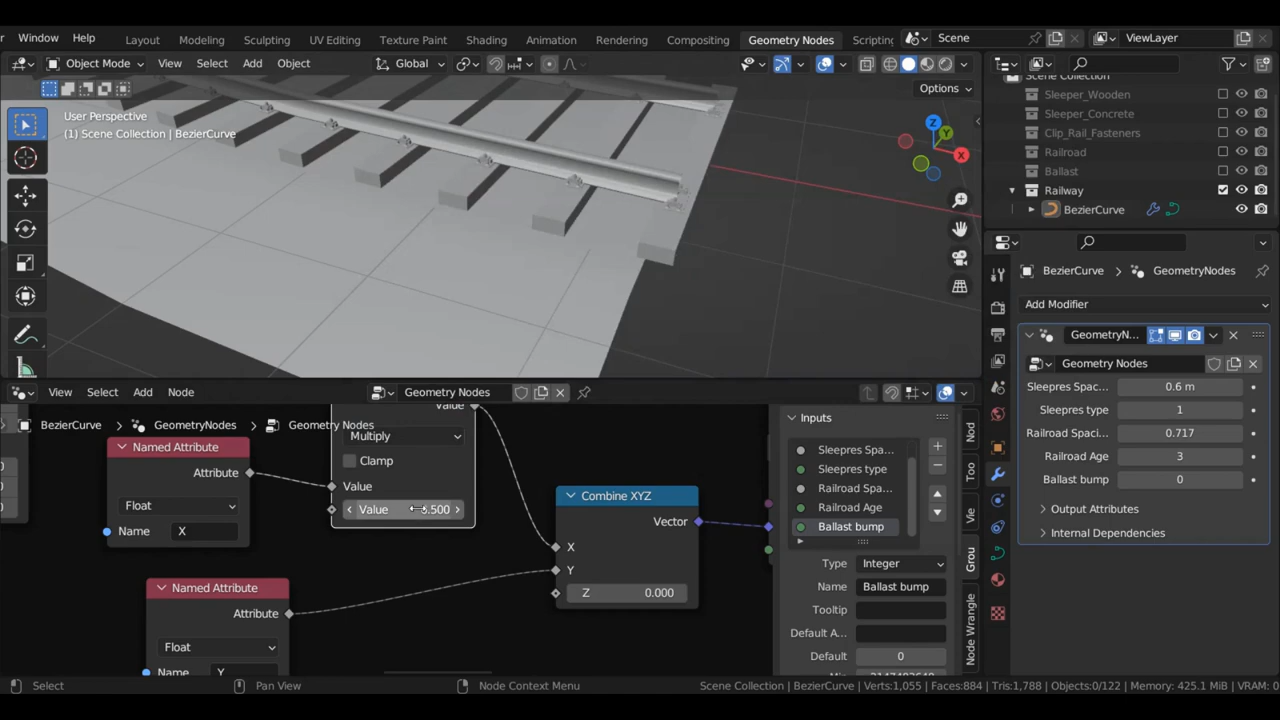 Window Help Layout Modeling Sculpting UV Editing Texture Paint Shading Animation Rendering Compositing Geometry Nodes Scripting Scene ViewLayer
Object Mode View Select Add Object Global
Options
User Perspective
(1) Scene Collection | BezierCurve
Z
Y
X
Scene Collection
Sleeper_Wooden
Sleeper_Concrete
Clip_Rail_Fasteners
Railroad
Ballast
Railway
BezierCurve
BezierCurve GeometryNodes
Add Modifier
GeometryN...
Geometry Nodes
Sleepres Spac... 0.6 m
Sleepres type 1
Railroad Spaci... 0.717
Railroad Age 3
Ballast bump 0
Output Attributes
Internal Dependencies
View Select Add Node Geometry Nodes
BezierCurve GeometryNodes Geometry Nodes
Value
Multiply
Clamp
Value
Value
Named Attribute
Attribute
Float
Name X
Named Attribute
Attribute
Float
Name Y
Combine XYZ
Vector
X
Y
Z 0.000
Inputs
Sleepres Spa...
Sleepres type
Railroad Spa...
Railroad Age
Ballast bump
Type Integer
Name Ballast bump
Tooltip
Default A...
Default 0
Nod
Too
Vie
Grou
Node Wrangle
Select Pan View Node Context Menu Scene Collection | BezierCurve | Verts:1,055 | Faces:884 | Tris:1,788 | Objects:0/122 | Memory: 425.1 MiB | VRAM: 0